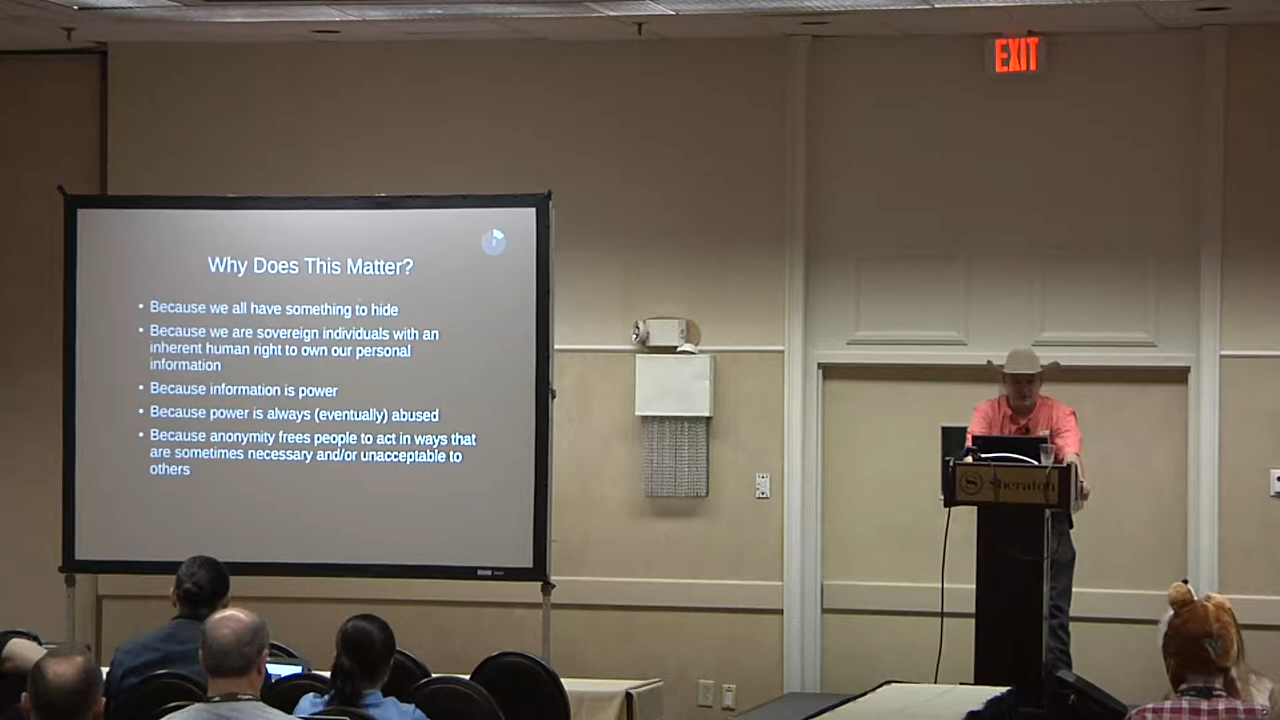 EXIT
Why Does This Matter?
• Because we all have something to hide
• Because we are sovereign individuals with an
inherent human right to own our personal
information
• Because information is power
• Because power is always (eventually) abused
• Because anonymity frees people to act in ways that
are sometimes necessary and/or unacceptable to
others
S Sheraton